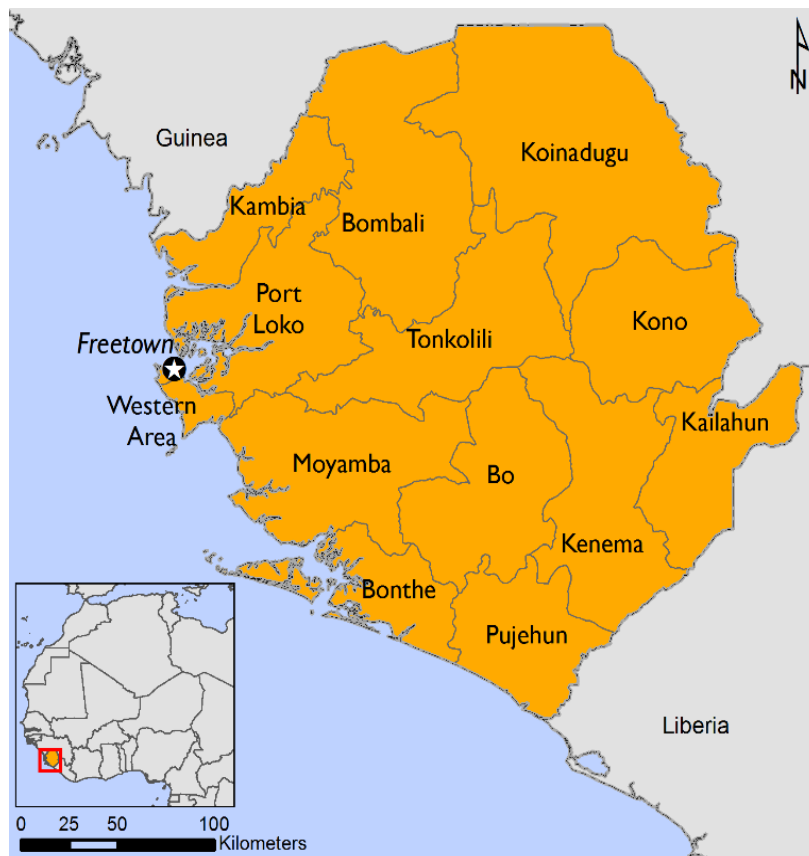 N
Guinea
Koinadugu
Kambia
Bombali
Port
Loko
Kono
Freetown
Tonkolili
Western
Area
Kailahun
Moyamba
Bo
Kenema
Bonthe
Pujehun
Liberia
0 25 50 100
Kilometers